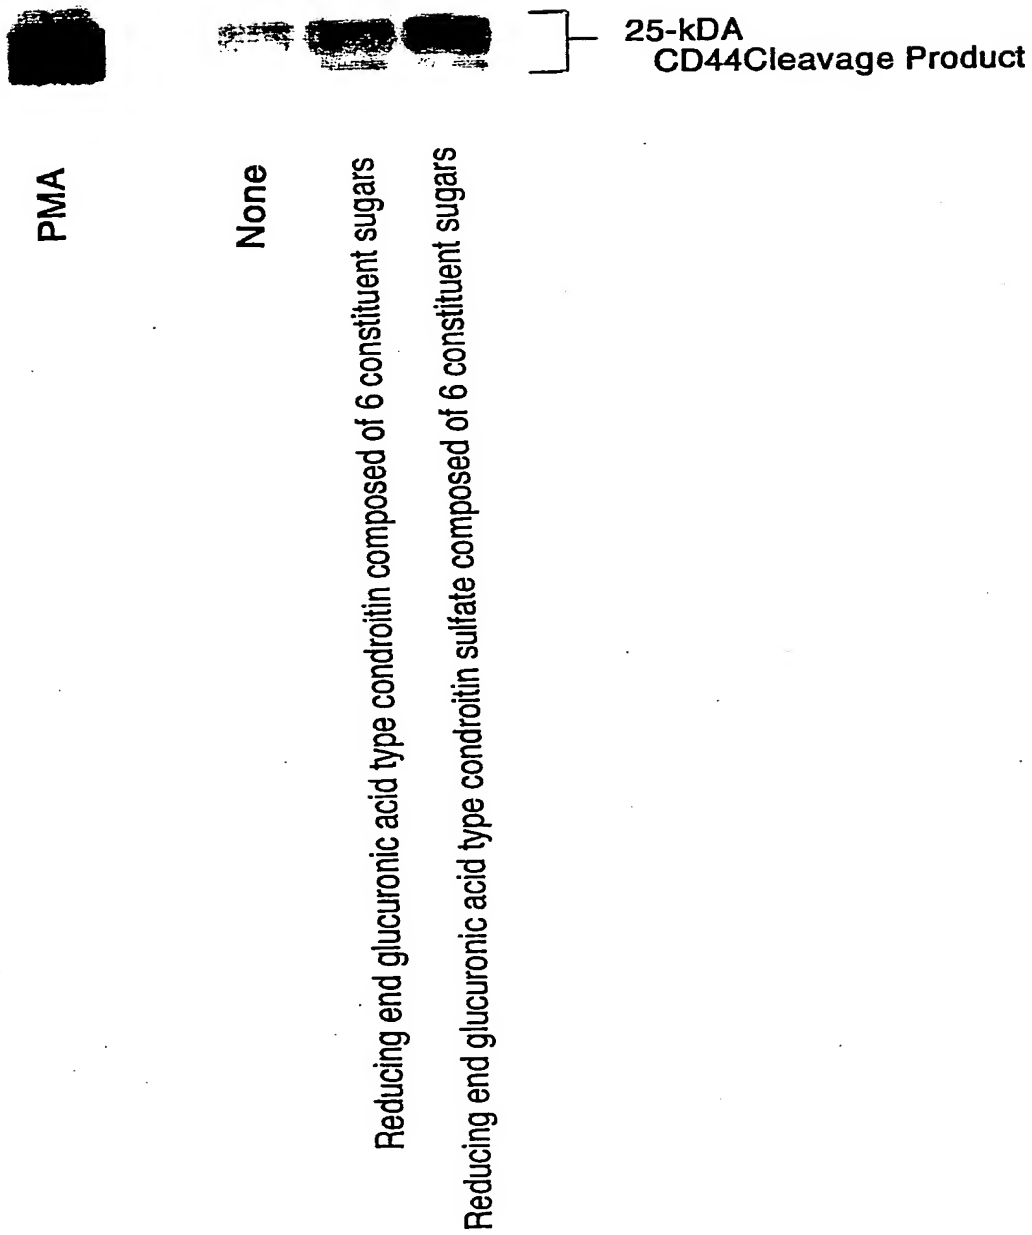 25-kDA
CD44Cleavage Product
PMA
None
Reducing end glucuronic acid type condroitin composed of 6 constituent sugars
Reducing end glucuronic acid type condroitin sulfate composed of 6 constituent sugars